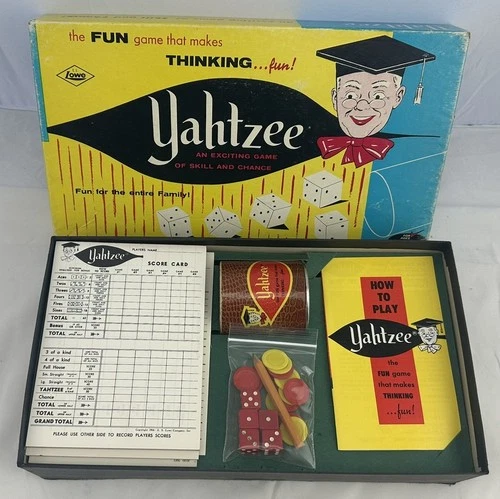 the FUN game that makes
THINKING...fun!
Lowe
Yahtzee
AN EXCITING GAME
OF SKILL AND CHANCE
Fun for the entire Family!
Yahtzee
PLAYERS NAME
SCORE CARD
Aces
Twos
Threes
Fours
Fives
Sixes
TOTAL
Bonus
TOTAL
3 of a kind
4 of a kind
Full House
Sm. Straight
Lg. Straight
YAHTZEE
Chance
TOTAL
TOTAL
GRAND TOTAL
PLEASE USE OTHER SIDE TO RECORD PLAYERS SCORES
Yahtzee
HOW
TO
PLAY
Yahtzee
the
FUN game
that makes
THINKING
...fun!